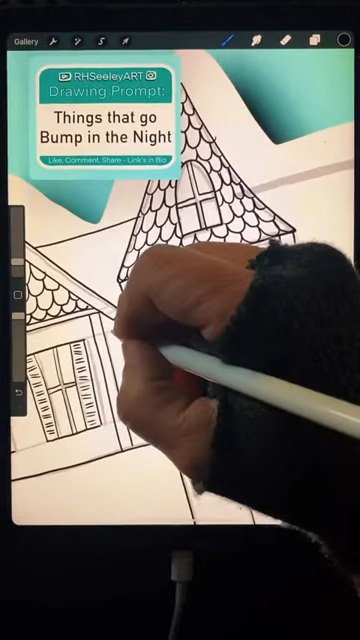 Gallery
RHSeeleyART
Drawing Prompt:
Things that go
Bump in the Night
Like, Comment, Share - Link's in Bio